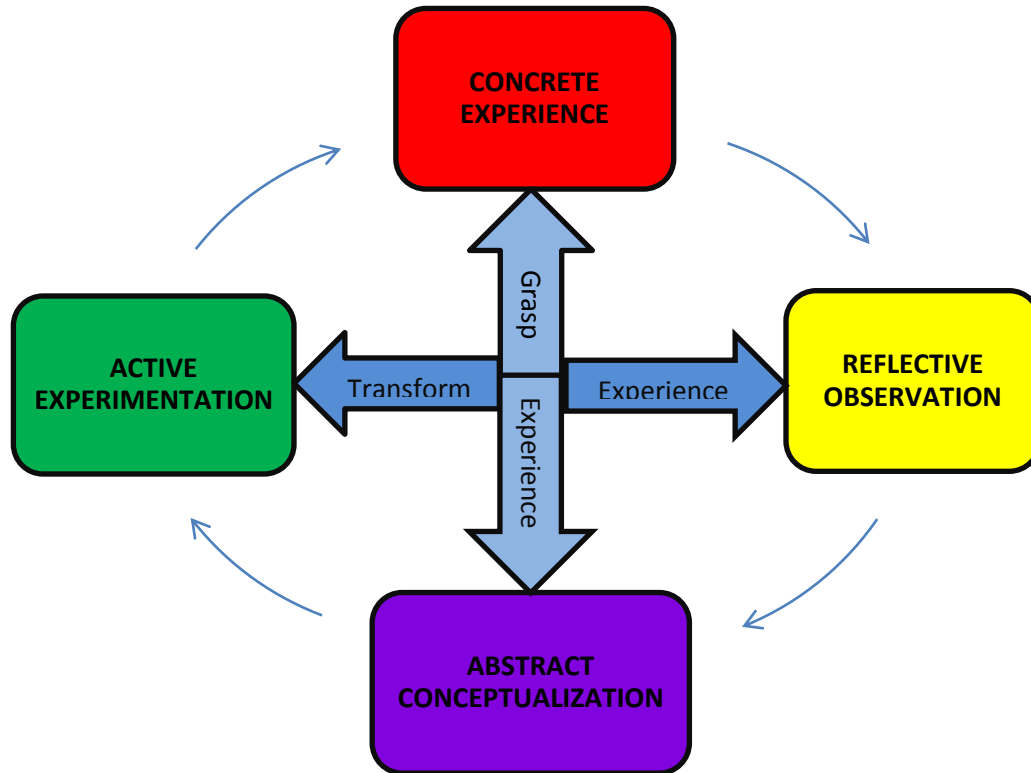 CONCRETE
EXPERIENCE
Grasp
ACTIVE
EXPERIMENTATION
Transform
Experience
REFLECTIVE
OBSERVATION
Experience
ABSTRACT
CONCEPTUALIZATION